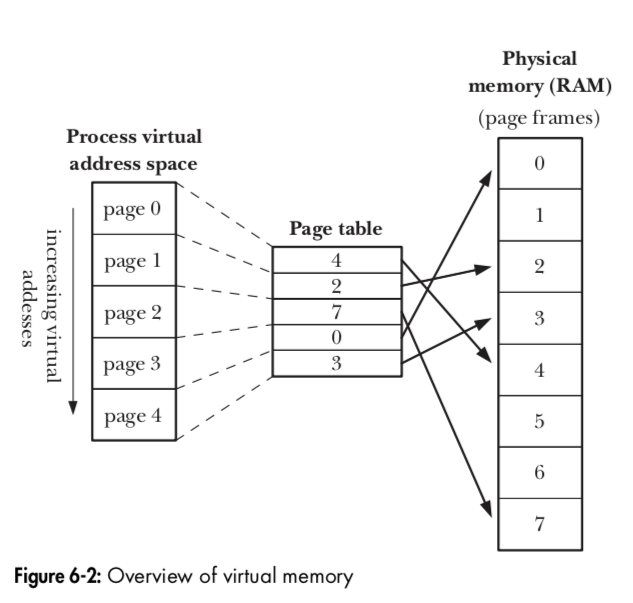 Physical
memory (RAM)
(page frames)
Process virtual
address space
increasing virtual
addesses
page 0
page 1
page 2
page 3
page 4
Page table
4
2
7
0
3
0
1
2
3
4
5
6
7
Figure 6-2: Overview of virtual memory